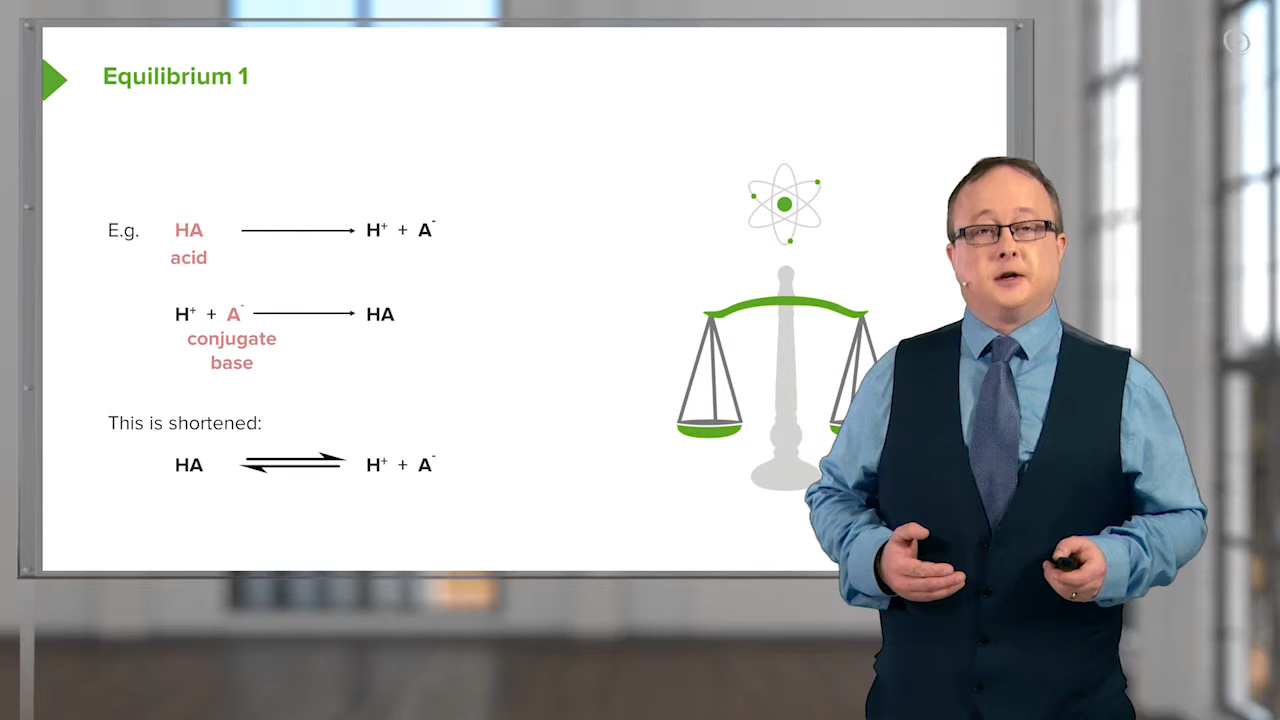 Equilibrium 1
E.g. HA ⟶ H⁺ + A⁻
acid
H⁺ + A⁻ ⟶ HA
conjugate
base
This is shortened:
HA ⇌ H⁺ + A⁻